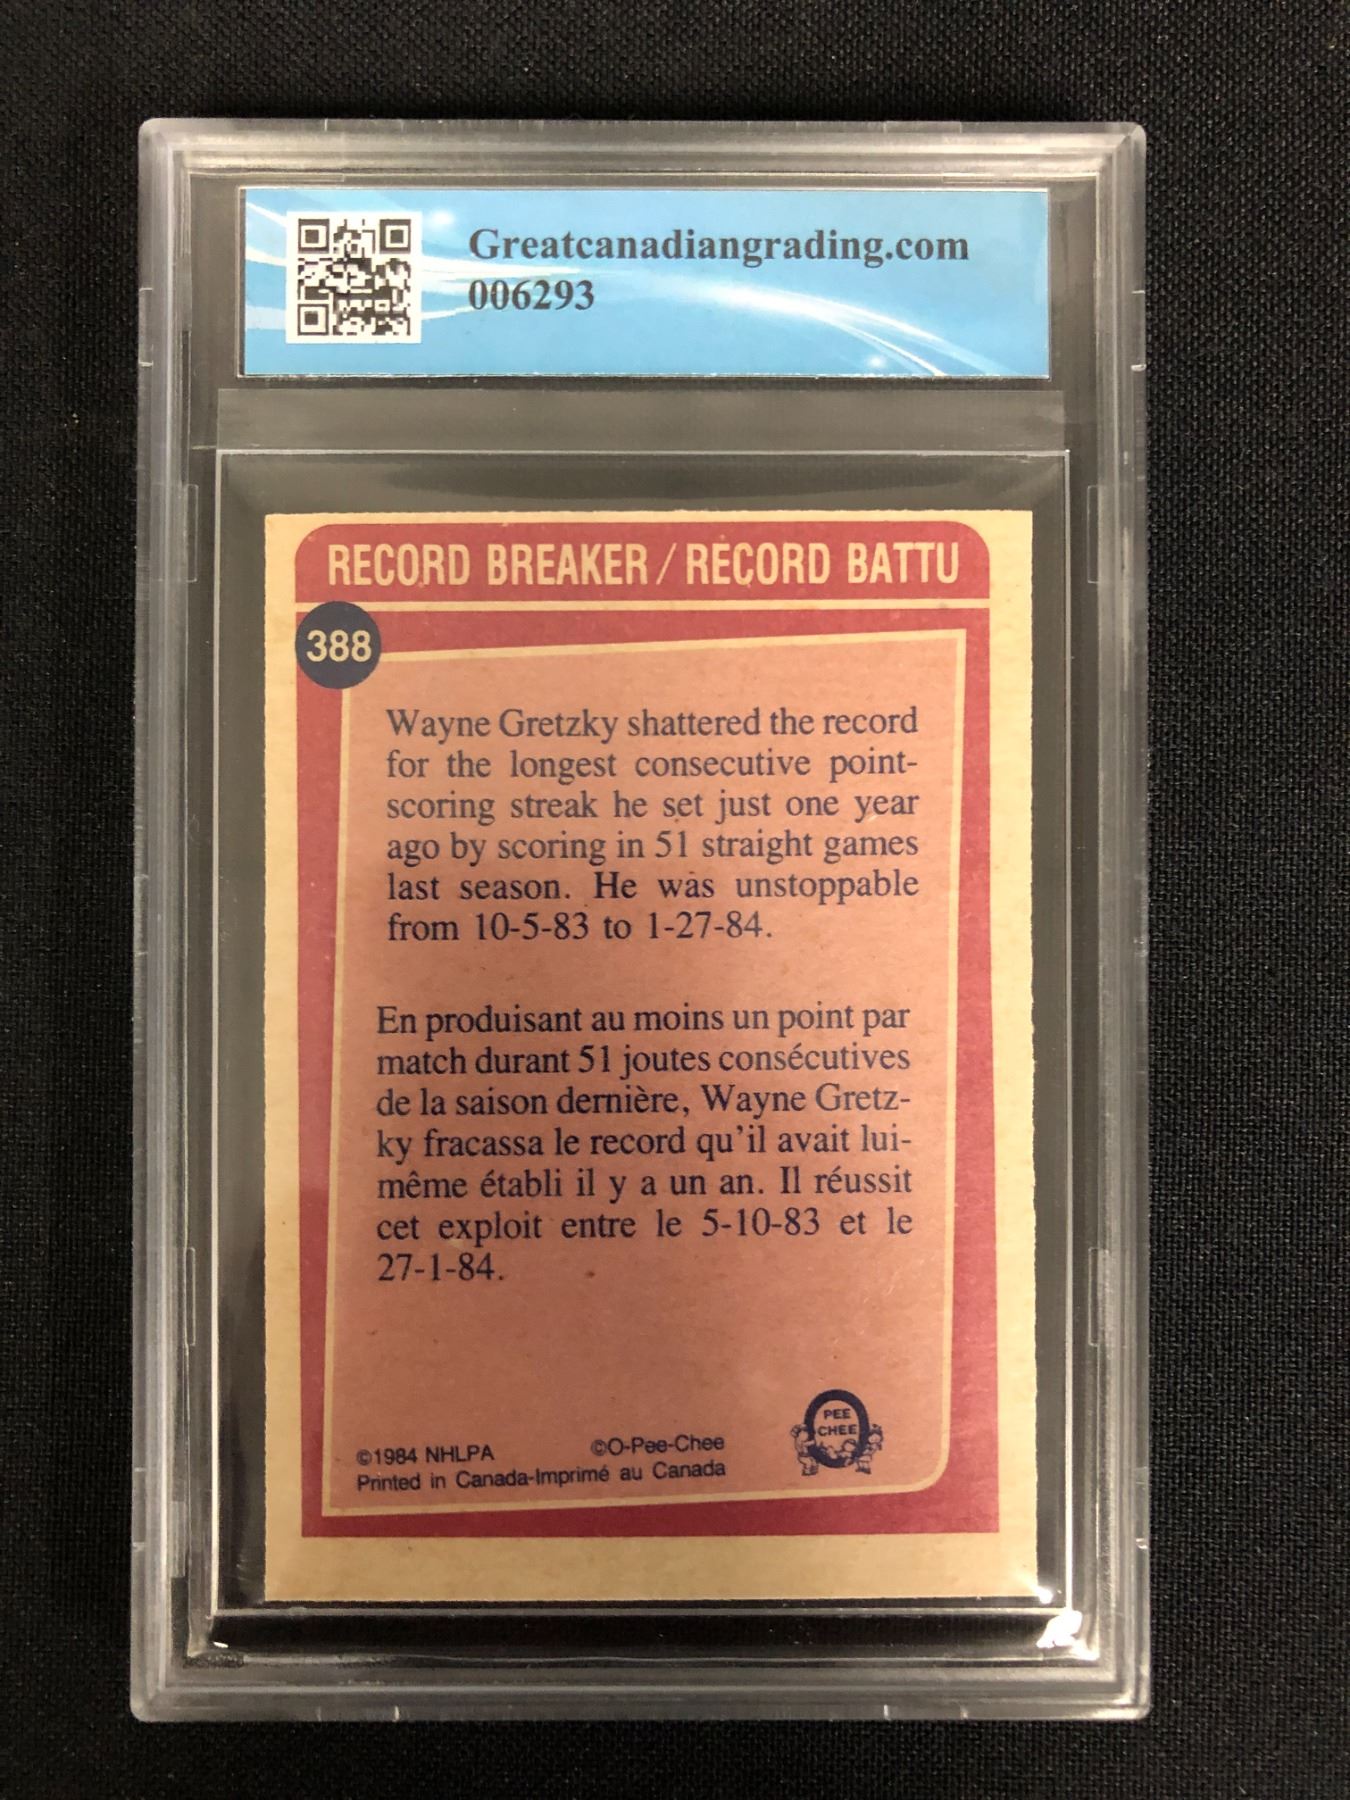 Greatcanadiangrading.com
006293
RECORD BREAKER / RECORD BATTU
388
Wayne Gretzky shattered the record
for the longest consecutive point-
scoring streak he set just one year
ago by scoring in 51 straight games
last season. He was unstoppable
from 10-5-83 to 1-27-84.
En produisant au moins un point par
match durant 51 joutes consécutives
de la saison dernière, Wayne Gretz-
ky fracassa le record qu'il avait lui-
même établi il y a un an. Il réussit
cet exploit entre le 5-10-83 et le
27-1-84.
©1984 NHLPA ©O-Pee-Chee
Printed in Canada-Imprimé au Canada
PEE
CHEE